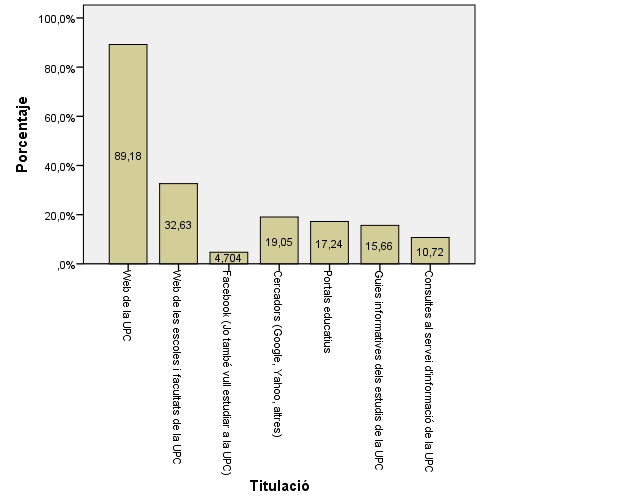 100,0%
80,0%
60,0%
40,0%
20,0%
,0%
Porcentaje
89,18
32,63
4,704
19,05
17,24
15,66
10,72
Web de la UPC
Web de les escoles i facultats de la UPC
Facebook (Jo també vull estudiar a la UPC)
Cercadors (Google, Yahoo, altres)
Portals educatius
Guies informatives dels estudis de la UPC
Consultes al servei d'informació de la UPC
Titulació